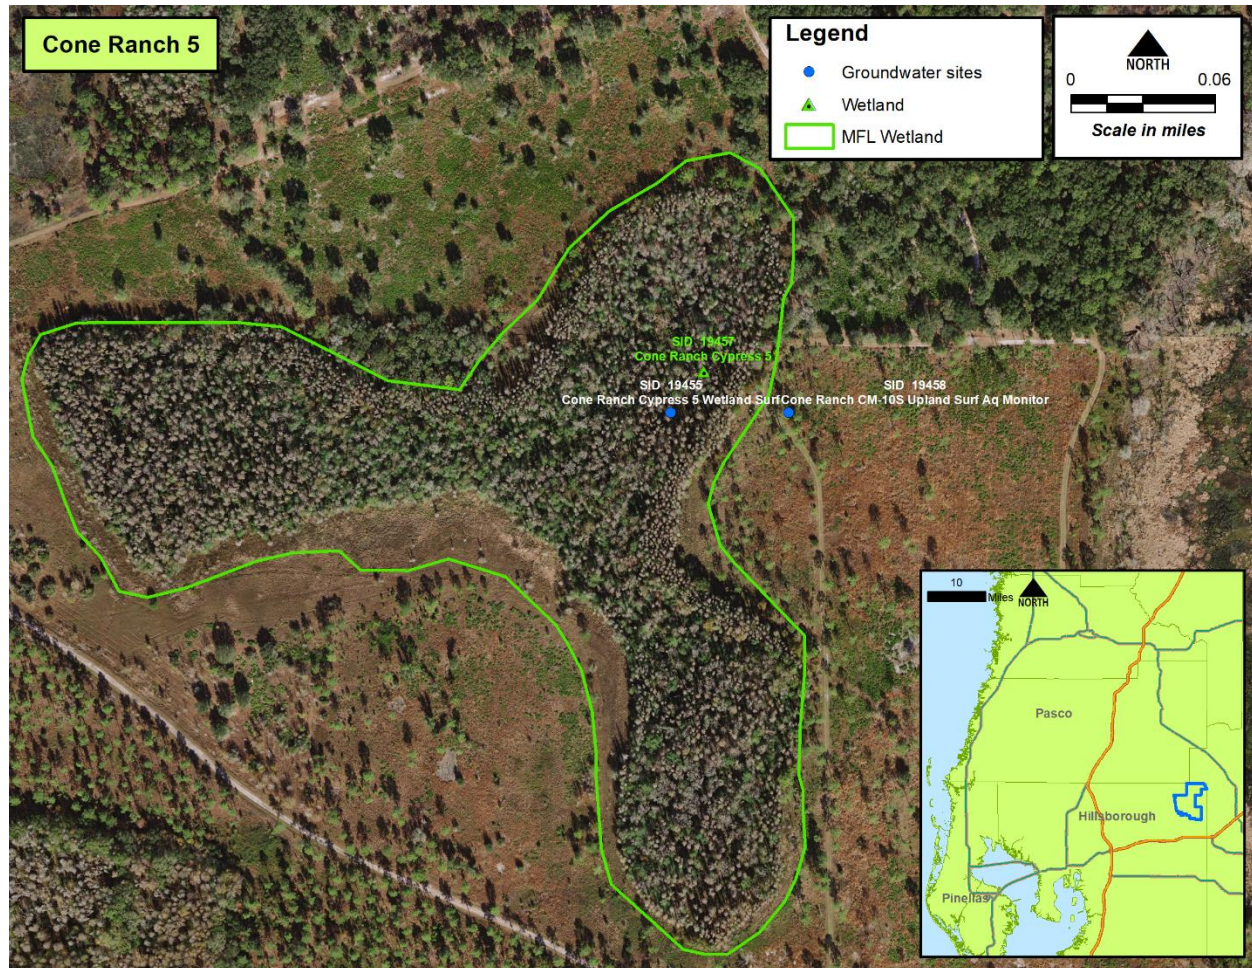 Cone Ranch 5
Legend
Groundwater sites
Wetland
MFL Wetland
NORTH
0 0.06
Scale in miles
SID 19457
Cone Ranch Cypress 5
SID 19455
Cone Ranch Cypress 5 Wetland Surf
SID 19458
Cone Ranch CM-10S Upland Surf Aq Monitor
10
Miles
NORTH
Pasco
Hillsborough
Pinellas